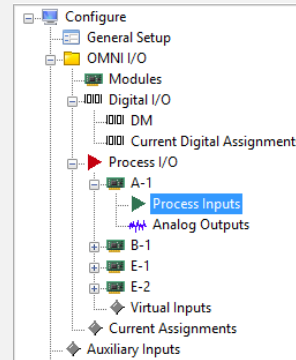 Configure
General Setup
OMNI I/O
Modules
Digital I/O
DM
Current Digital Assignment
Process I/O
A-1
Process Inputs
Analog Outputs
B-1
E-1
E-2
Virtual Inputs
Current Assignments
Auxiliary Inputs